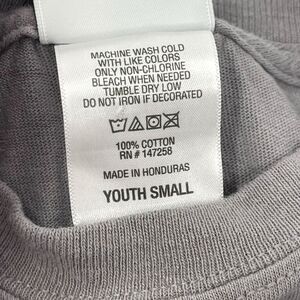 MACHINE WASH COLD
WITH LIKE COLORS
ONLY NON-CHLORINE
BLEACH WHEN NEEDED
TUMBLE DRY LOW
DO NOT IRON IF DECORATED
100% COTTON
RN # 147258
MADE IN HONDURAS
YOUTH SMALL